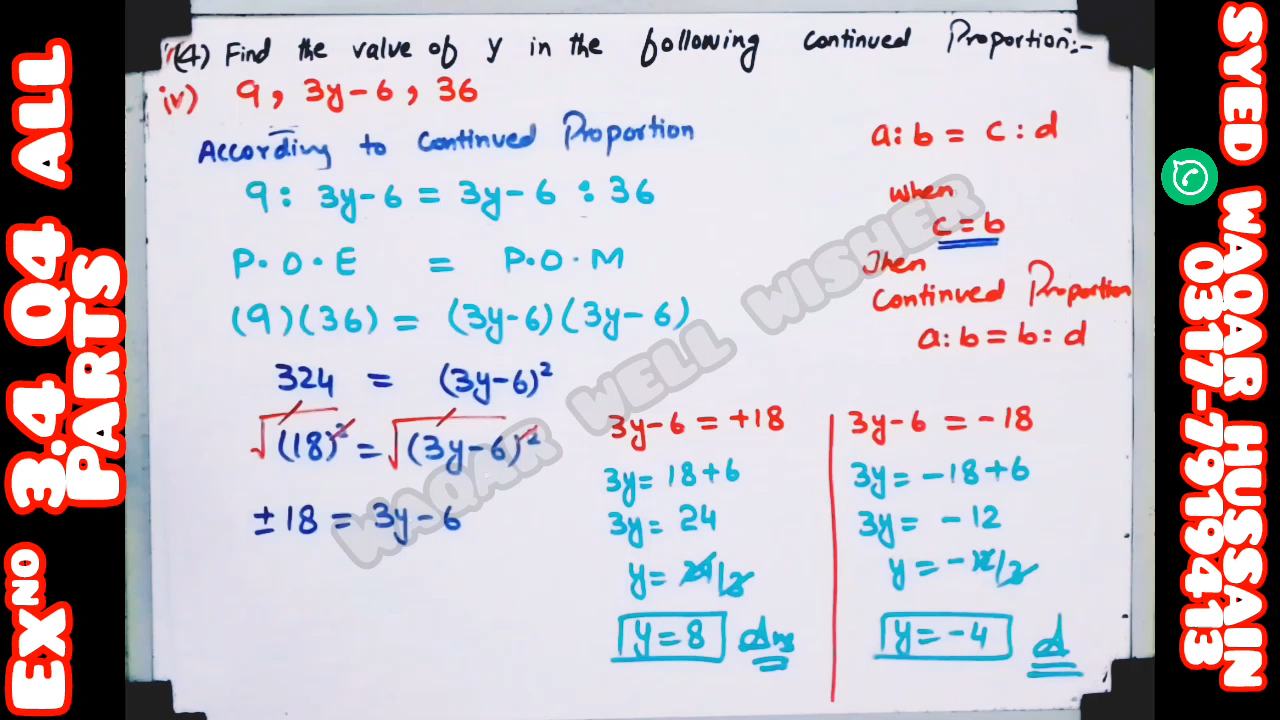 (4) Find the value of y in the following Continued Proportion:-
iv) 9, 3y-6, 36
According to Continued Proportion
9 : 3y-6 = 3y-6 : 36
P.O.E = P.O.M
(9)(36) = (3y-6)(3y-6)
324 = (3y-6)²
√(18)² = √(3y-6)²
±18 = 3y-6
a:b = c:d
when
c=b
Then
Continued Proportion
a:b = b:d
3y-6 = +18
3y = 18+6
3y = 24
y = 24/3
y = 8 Ans
3y-6 = -18
3y = -18+6
3y = -12
y = -12/3
y = -4
WAQAR WELL WISHER
Ex NO 3.4 Q4 ALL
PARTS
SYED WAQAR HUSSAIN
0317-7919413